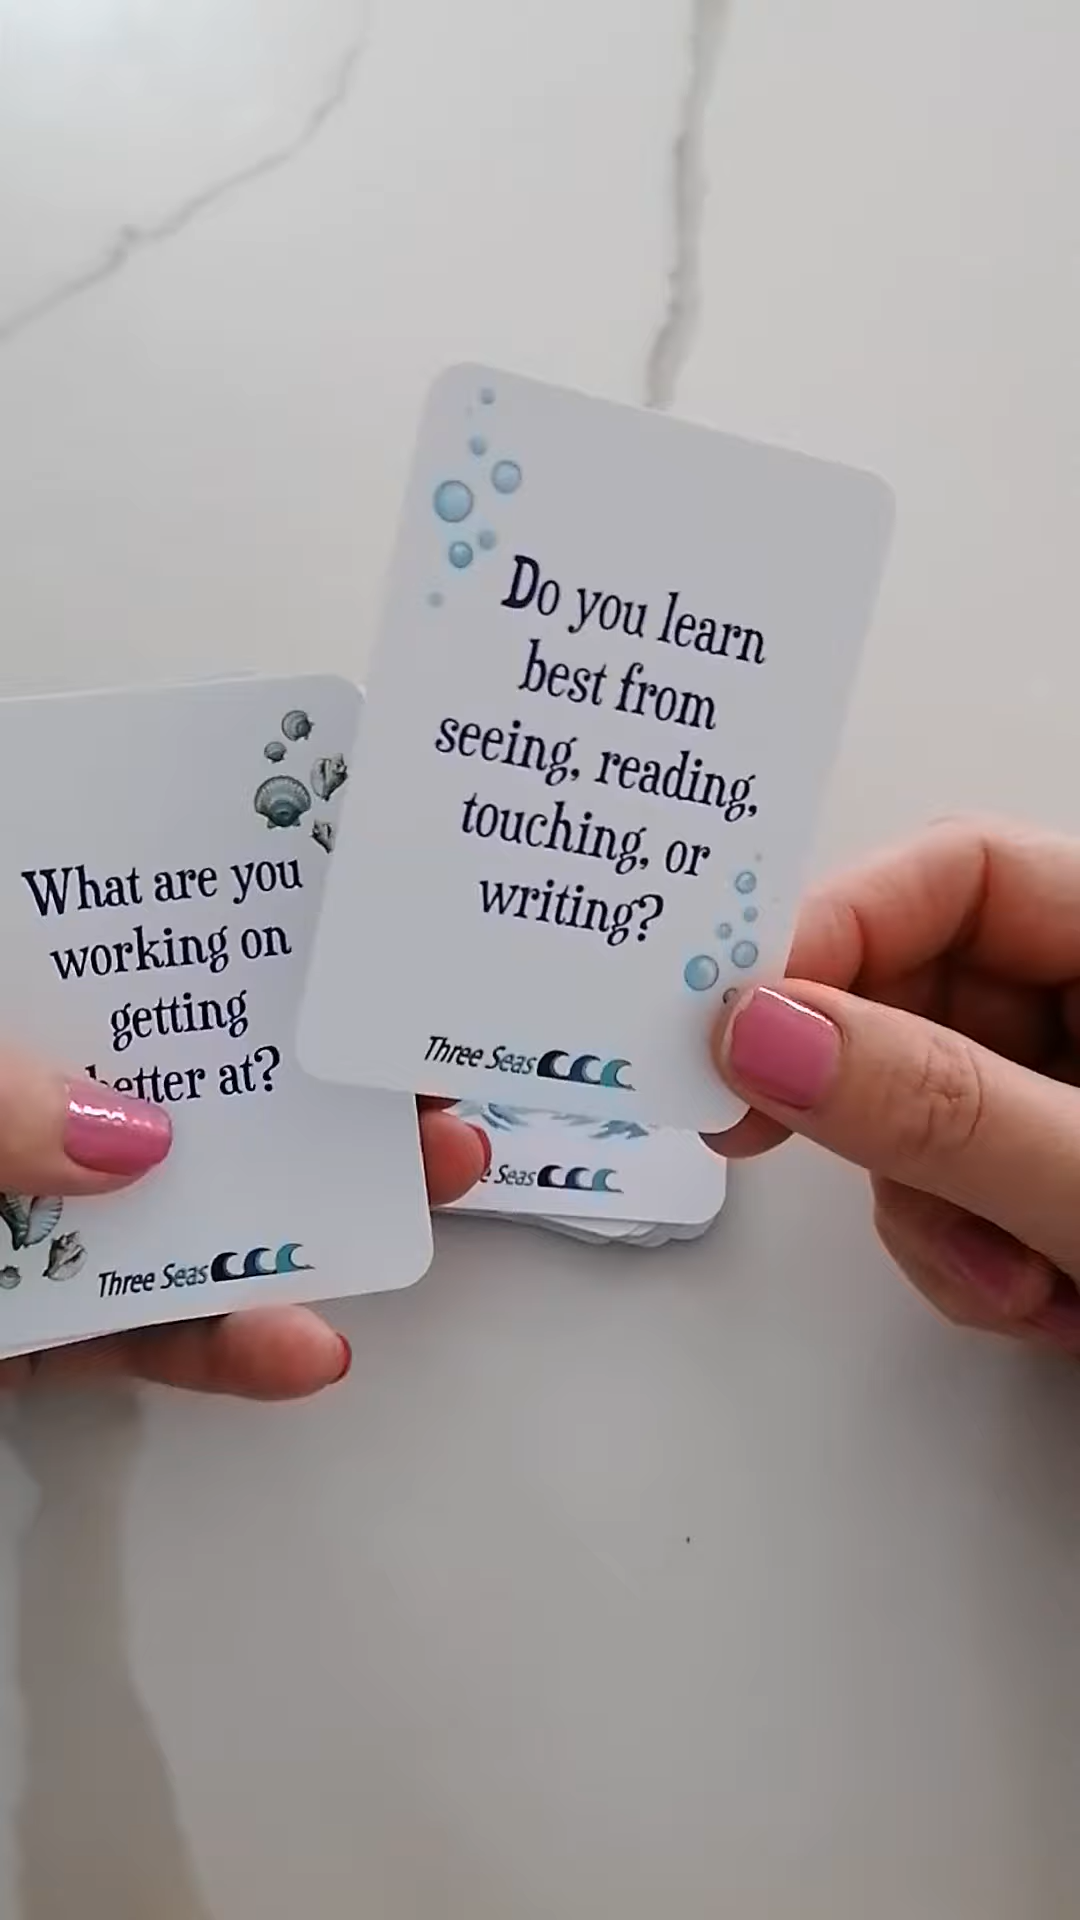 Do you learn
best from
seeing, reading,
touching, or
writing?
Three Seas
What are you
working on
getting
better at?
Three Seas
Seas